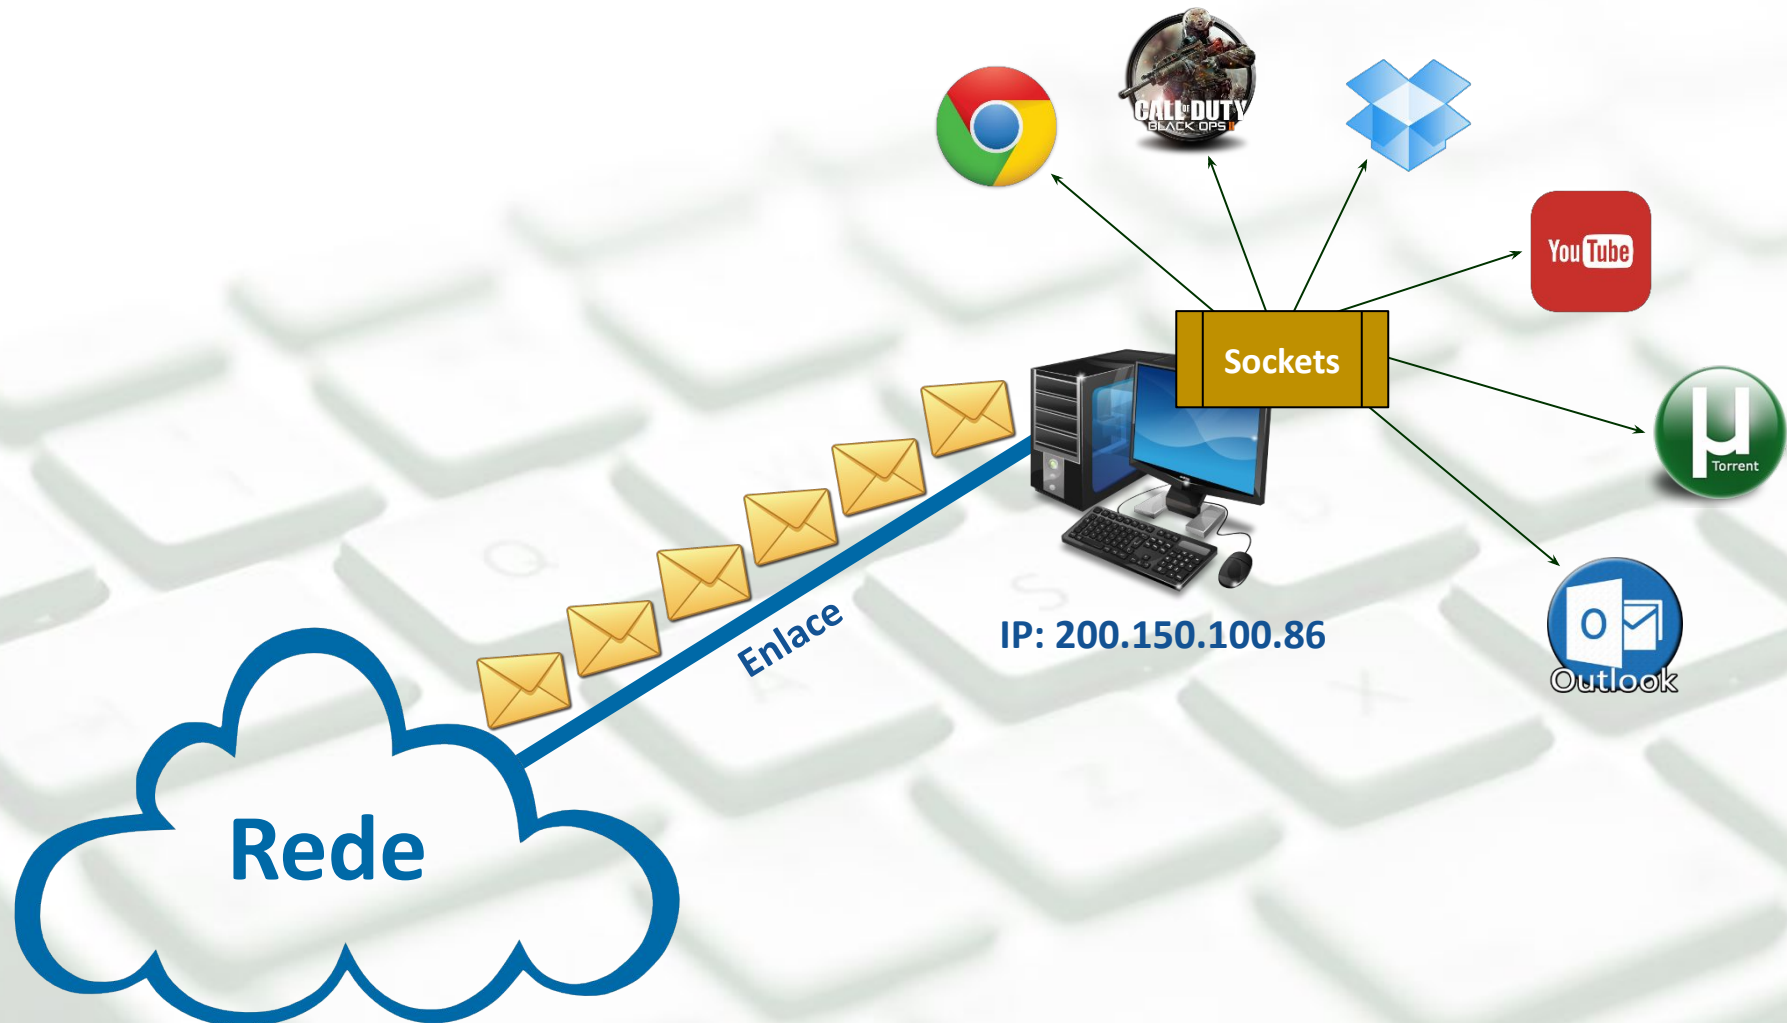 CALL OF DUTY
BLACK OPS II
You Tube
Sockets
µ
Torrent
Enlace
IP: 200.150.100.86
O
Outlook
Rede
Q
S
A
X
Z